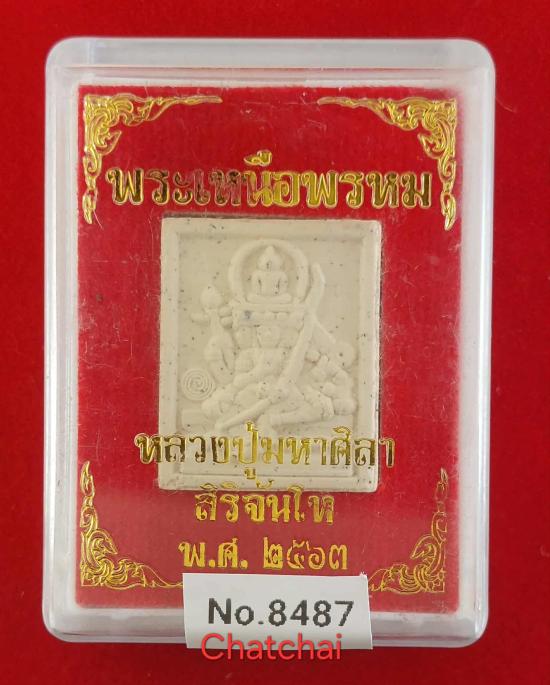 พระเหนือพรหม
หลวงปู่มหาศิลา
สิริจันโท
พ.ศ. ๒๕๖๓
No.8487
Chatchai